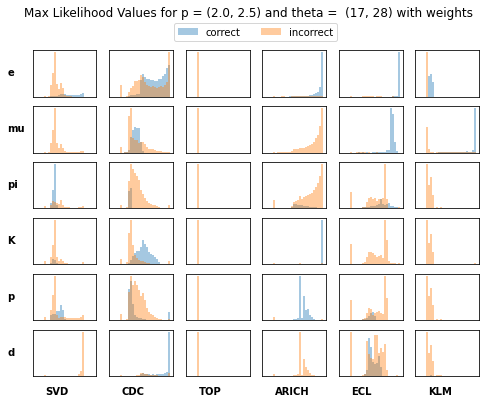 Max Likelihood Values for p = (2.0, 2.5) and theta =  (17, 28) with weights
correct incorrect
e
mu
pi
K
p
d
SVD CDC TOP ARICH ECL KLM